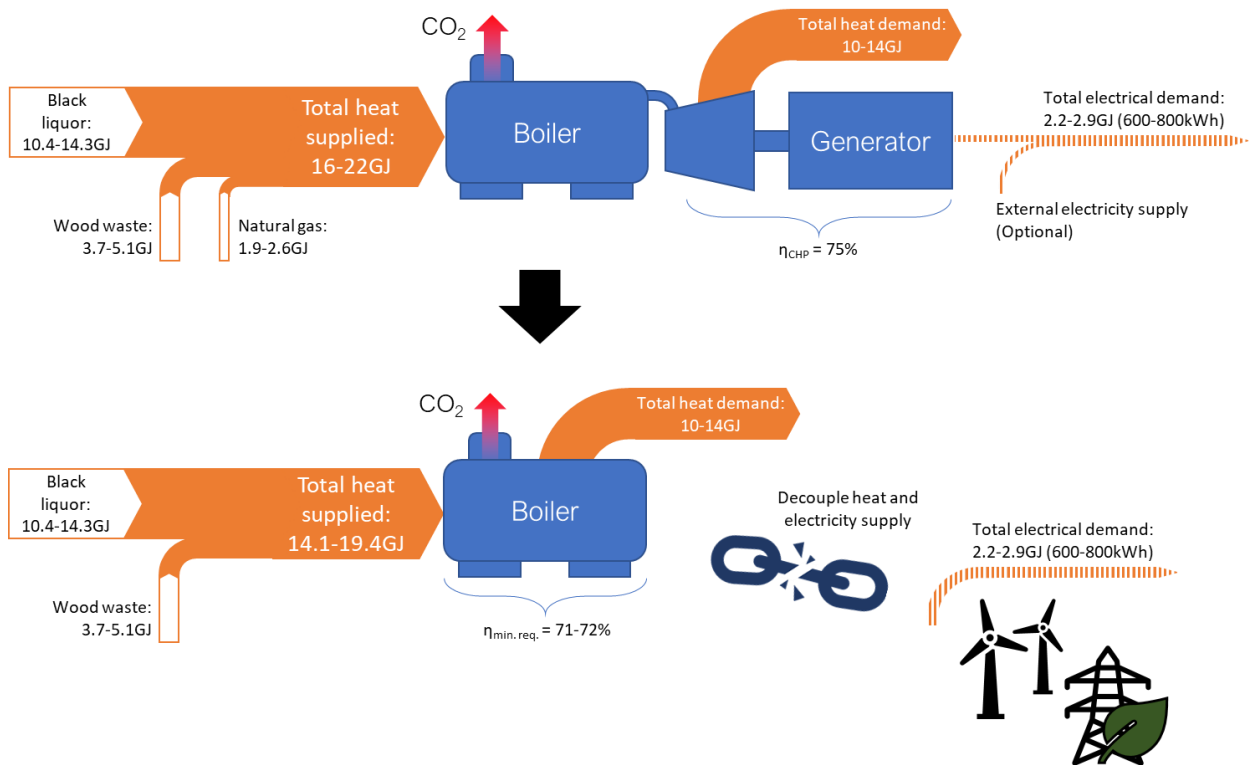 CO₂
Total heat demand:
10-14GJ
Black
liquor:
10.4-14.3GJ
Total heat
supplied:
16-22GJ
Boiler
Generator
Total electrical demand:
2.2-2.9GJ (600-800kWh)
Wood waste:
3.7-5.1GJ
Natural gas:
1.9-2.6GJ
External electricity supply
(Optional)
ηCHP = 75%
CO₂
Total heat demand:
10-14GJ
Black
liquor:
10.4-14.3GJ
Total heat
supplied:
14.1-19.4GJ
Boiler
Decouple heat and
electricity supply
Total electrical demand:
2.2-2.9GJ (600-800kWh)
Wood waste:
3.7-5.1GJ
ηmin. req. = 71-72%